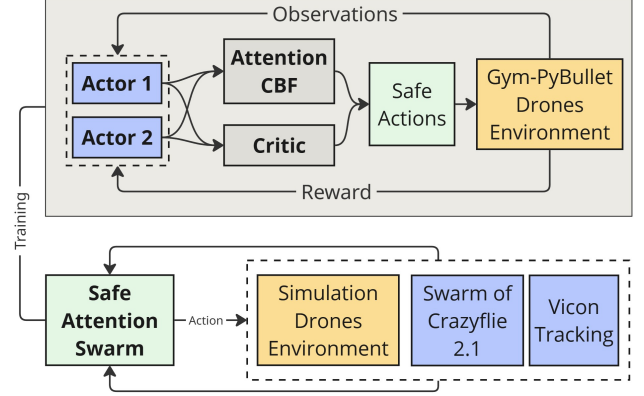 Observations
Actor 1
Actor 2
Attention
CBF
Critic
Safe
Actions
Gym-PyBullet
Drones
Environment
Reward
Training
Safe
Attention
Swarm
Action
Simulation
Drones
Environment
Swarm of
Crazyflie
2.1
Vicon
Tracking